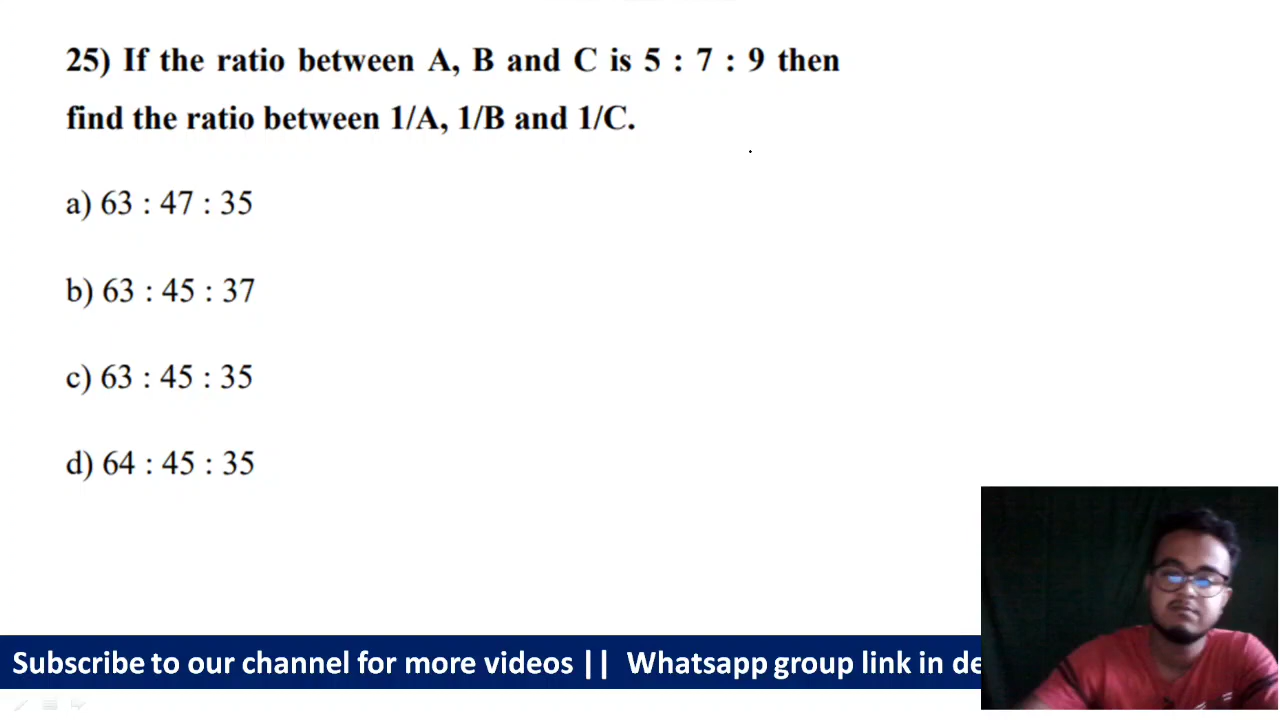 25) If the ratio between A, B and C is 5 : 7 : 9 then
find the ratio between 1/A, 1/B and 1/C.
a) 63 : 47 : 35
b) 63 : 45 : 37
c) 63 : 45 : 35
d) 64 : 45 : 35
Subscribe to our channel for more videos || Whatsapp group link in de